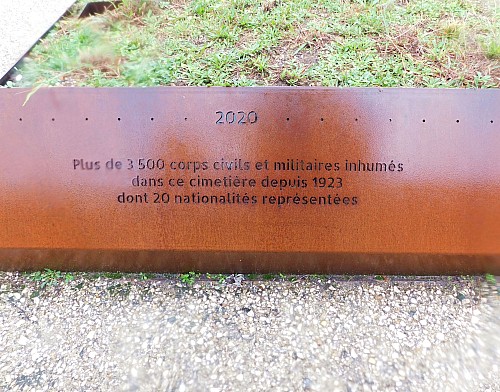 2020
Plus de 3 500 corps civils et militaires inhumés
dans ce cimetière depuis 1923
dont 20 nationalités représentées